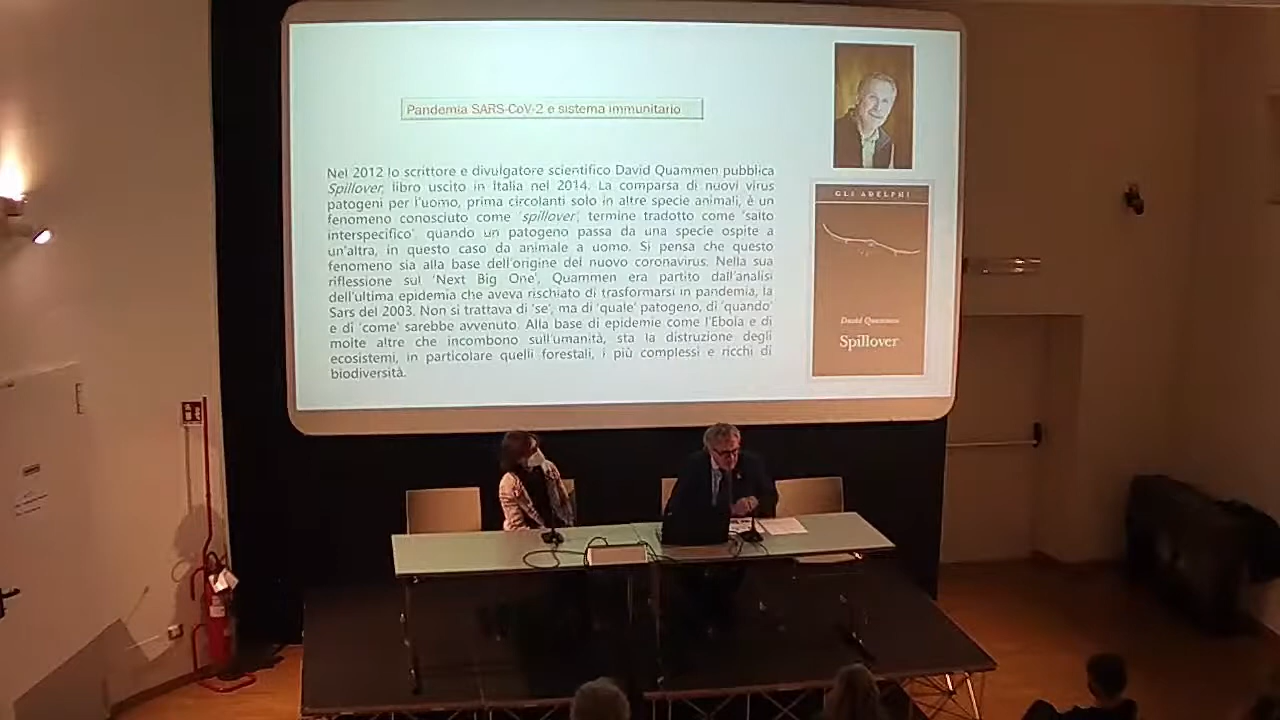 Pandemia SARS-CoV-2 e sistema immunitario
Nel 2012 lo scrittore e divulgatore scientifico David Quammen pubblica
Spillover, libro uscito in Italia nel 2014. La comparsa di nuovi virus
patogeni per l'uomo, prima circolanti solo in altre specie animali, è un
fenomeno conosciuto come 'spillover', termine tradotto come 'salto
interspecifico', quando un patogeno passa da una specie ospite a
un'altra, in questo caso da animale a uomo. Si pensa che questo
fenomeno sia alla base dell'origine del nuovo coronavirus. Nella sua
riflessione sul 'Next Big One', Quammen era partito dall'analisi
dell'ultima epidemia che aveva rischiato di trasformarsi in pandemia, la
Sars del 2003. Non si trattava di 'se', ma di 'quale' patogeno, di 'quando'
e di 'come' sarebbe avvenuto. Alla base di epidemie come l'Ebola e di
molte altre che incombono sull'umanità, sta la distruzione degli
ecosistemi, in particolare quelli forestali, i più complessi e ricchi di
biodiversità.
GLI ADELPHI
David Quammen
Spillover